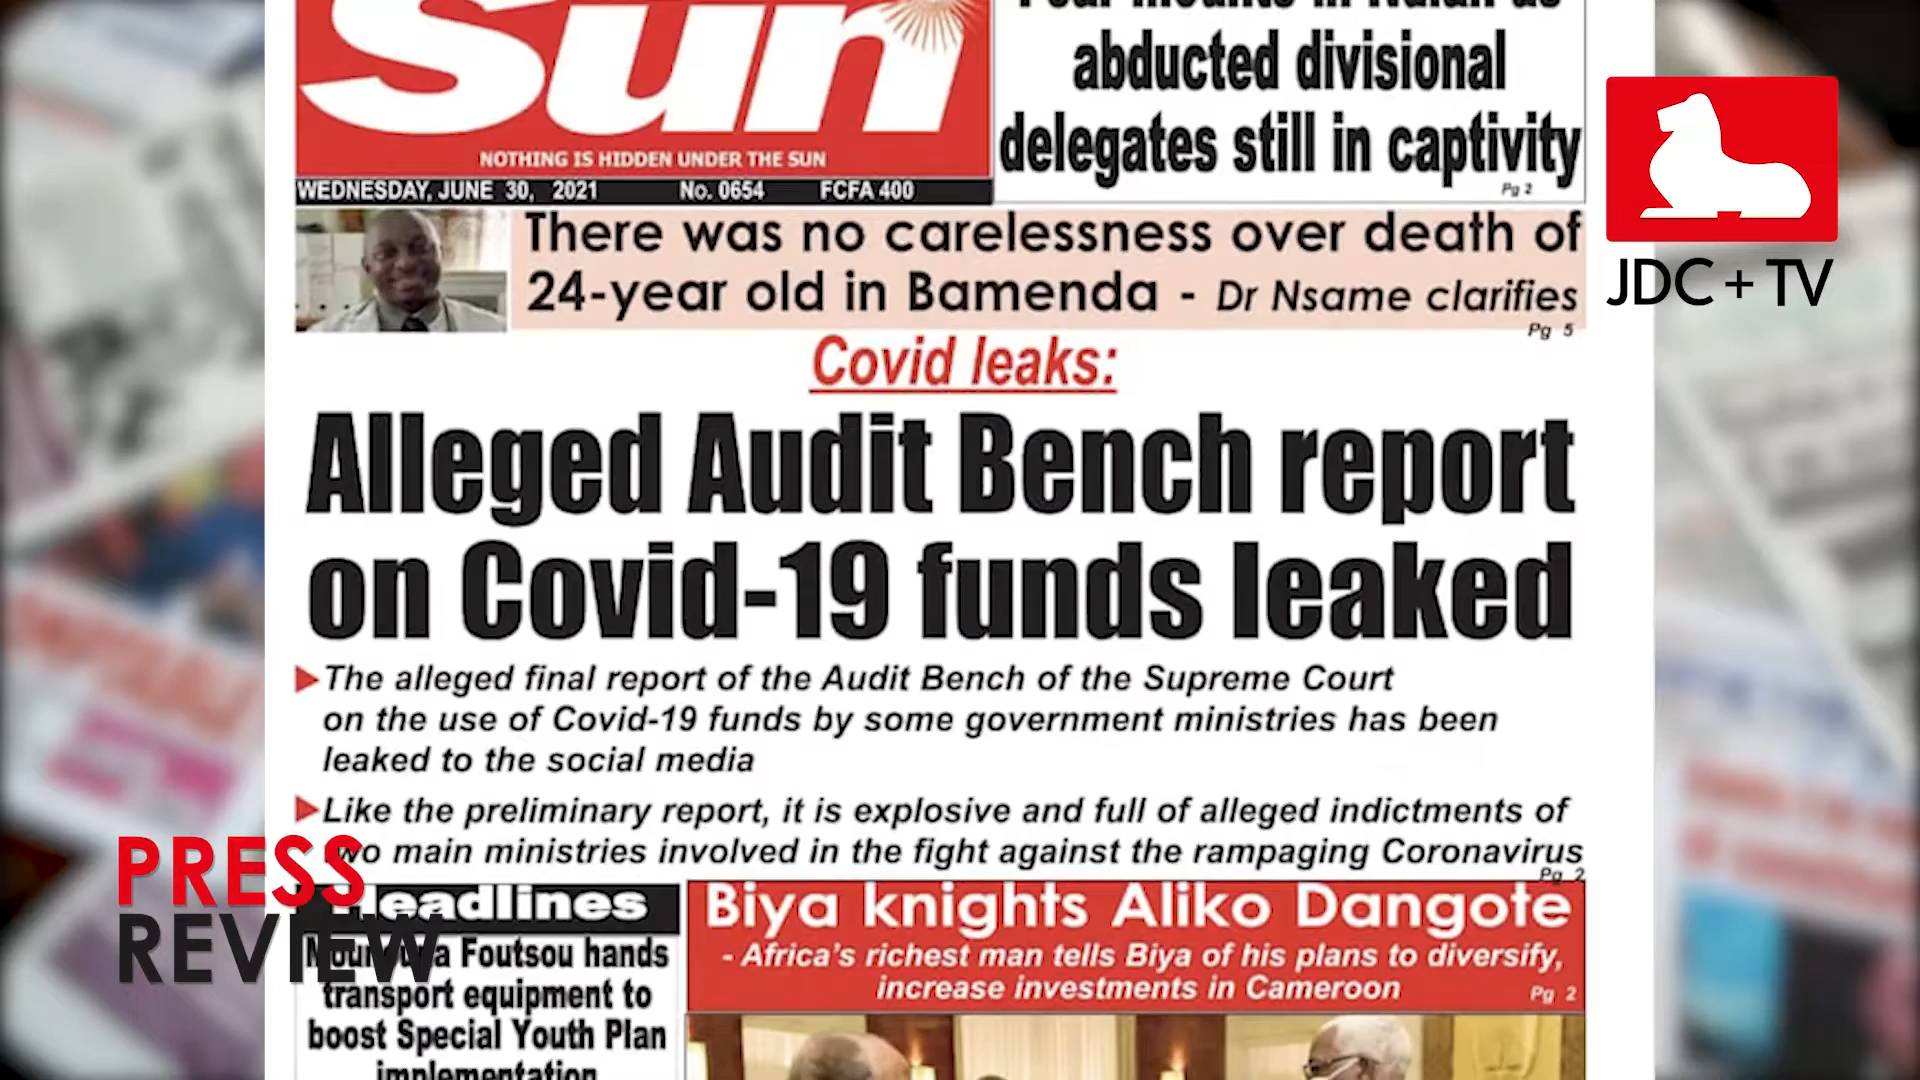 Sun
NOTHING IS HIDDEN UNDER THE SUN
WEDNESDAY, JUNE 30, 2021 No. 0654 FCFA 400
abducted divisional
delegates still in captivity
Pg 2
There was no carelessness over death of
24-year old in Bamenda - Dr Nsame clarifies
Pg 5
JDC + TV
Covid leaks:
Alleged Audit Bench report
on Covid-19 funds leaked
The alleged final report of the Audit Bench of the Supreme Court
on the use of Covid-19 funds by some government ministries has been
leaked to the social media
Like the preliminary report, it is explosive and full of alleged indictments of
two main ministries involved in the fight against the rampaging Coronavirus
Pg 2
PRESS
REVIEW
Headlines
Foutsou hands
transport equipment to
boost Special Youth Plan
implementation
Biya knights Aliko Dangote
- Africa's richest man tells Biya of his plans to diversify,
increase investments in Cameroon
Pg 2